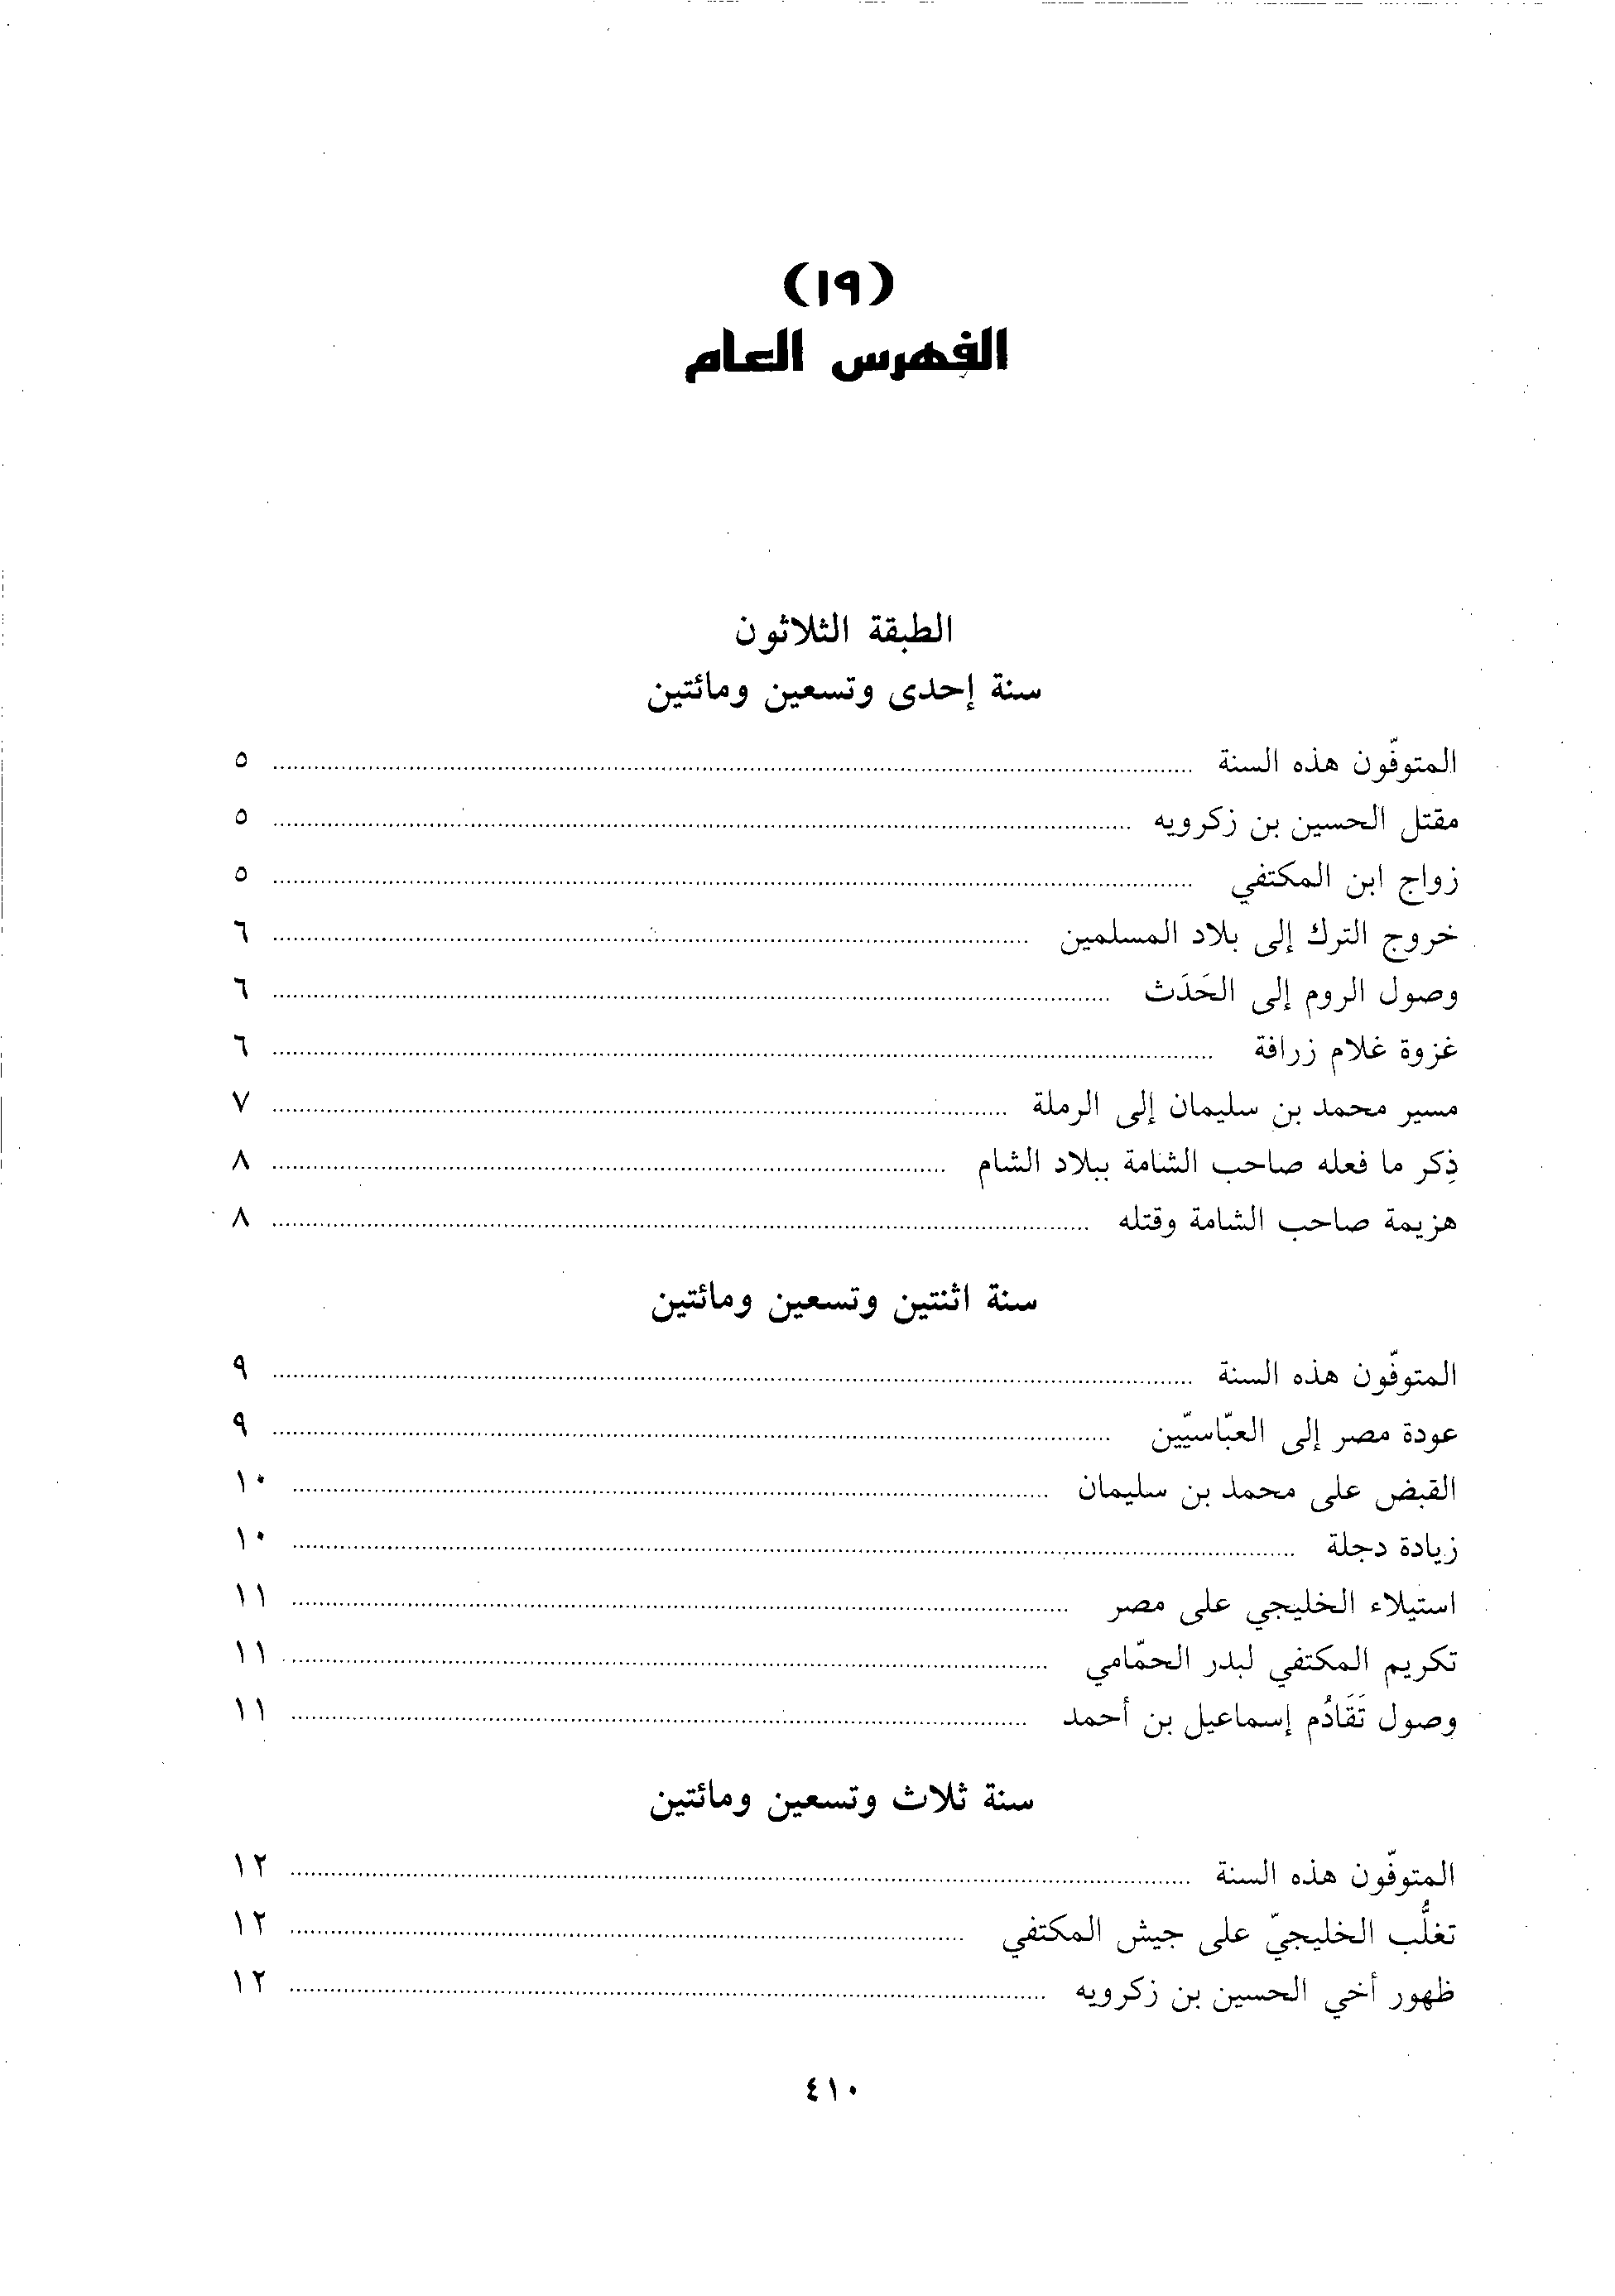 (١٩)
الفهرس العام
الطبقة الثلاثون
سنة إحدى وتسعين ومائتين
المتوفّون هذه السنة ........ ٥
مقتل الحسين بن زكرويه ........ ٥
زواج ابن المكتفي ........ ٥
خروج الترك إلى بلاد المسلمين ........ ٦
وصول الروم إلى الحَدَث ........ ٦
غزوة غلام زرافة ........ ٦
مسير محمد بن سليمان إلى الرملة ........ ٧
ذِكر ما فعله صاحب الشامة ببلاد الشام ........ ٨
هزيمة صاحب الشامة وقتله ........ ٨
سنة اثنتين وتسعين ومائتين
المتوفّون هذه السنة ........ ٩
عودة مصر إلى العبّاسيّين ........ ٩
القبض على محمد بن سليمان ........ ١٠
زيادة دجلة ........ ١٠
استيلاء الخليجي على مصر ........ ١١
تكريم المكتفي لبدر الحمّامي ........ ١١
وصول تَقَادُم إسماعيل بن أحمد ........ ١١
سنة ثلاث وتسعين ومائتين
المتوفّون هذه السنة ........ ١٢
تغلُّب الخليجيّ على جيش المكتفي ........ ١٢
ظهور أخي الحسين بن زكرويه ........ ١٢
٤١٠